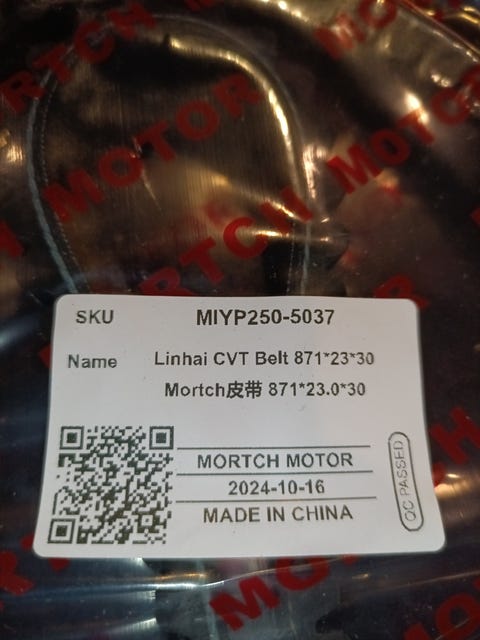 MORTCH MOTOR
MORTCH MOTOR
SKU MIYP250-5037
Name Linhai CVT Belt 871*23*30
Mortch皮带 871*23.0*30
MORTCH MOTOR
2024-10-16
MADE IN CHINA
QC PASSED